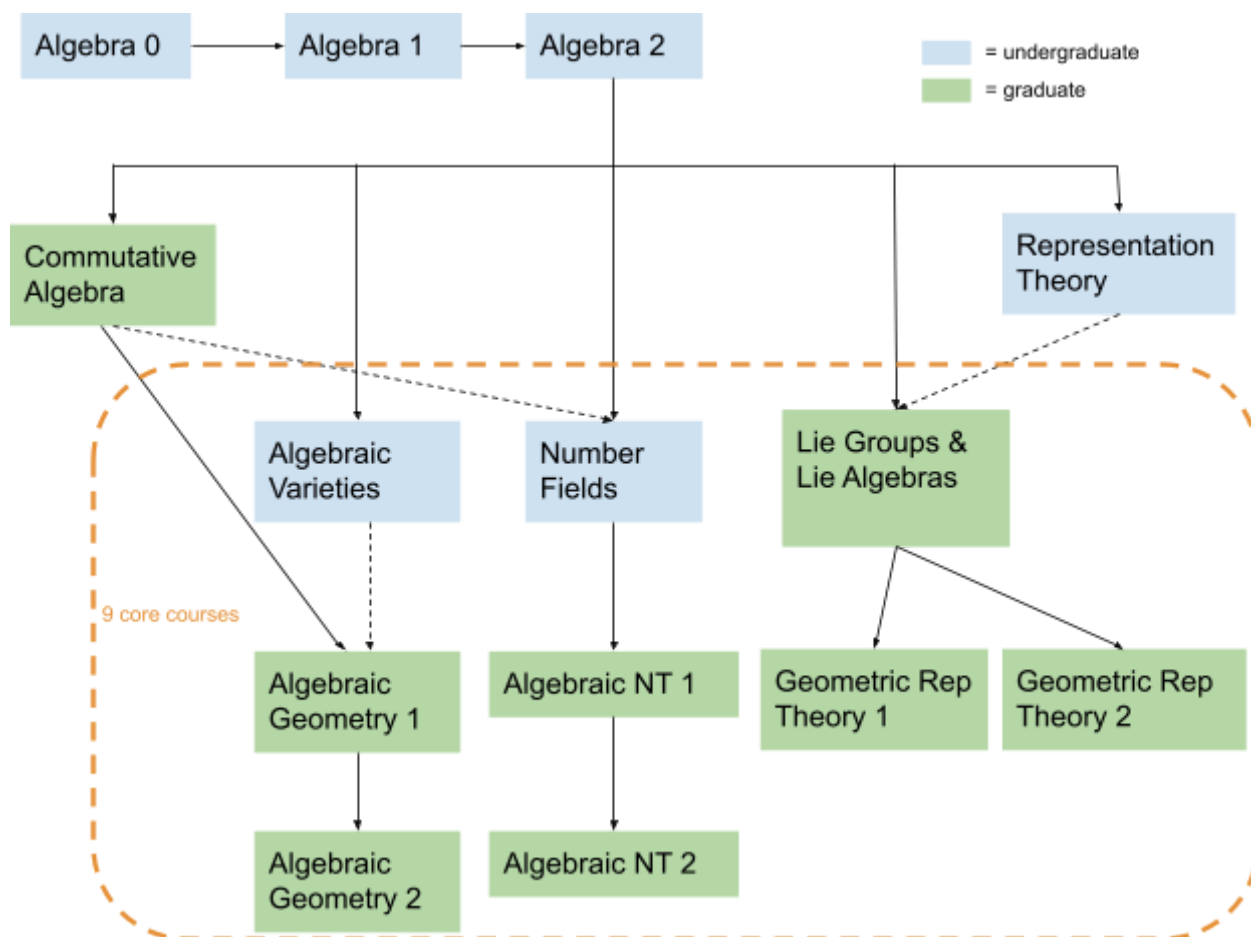 Algebra 0
Algebra 1
Algebra 2
= undergraduate
= graduate
Commutative
Algebra
Representation
Theory
Algebraic
Varieties
Number
Fields
Lie Groups &
Lie Algebras
9 core courses
Algebraic
Geometry 1
Algebraic NT 1
Geometric Rep
Theory 1
Geometric Rep
Theory 2
Algebraic
Geometry 2
Algebraic NT 2